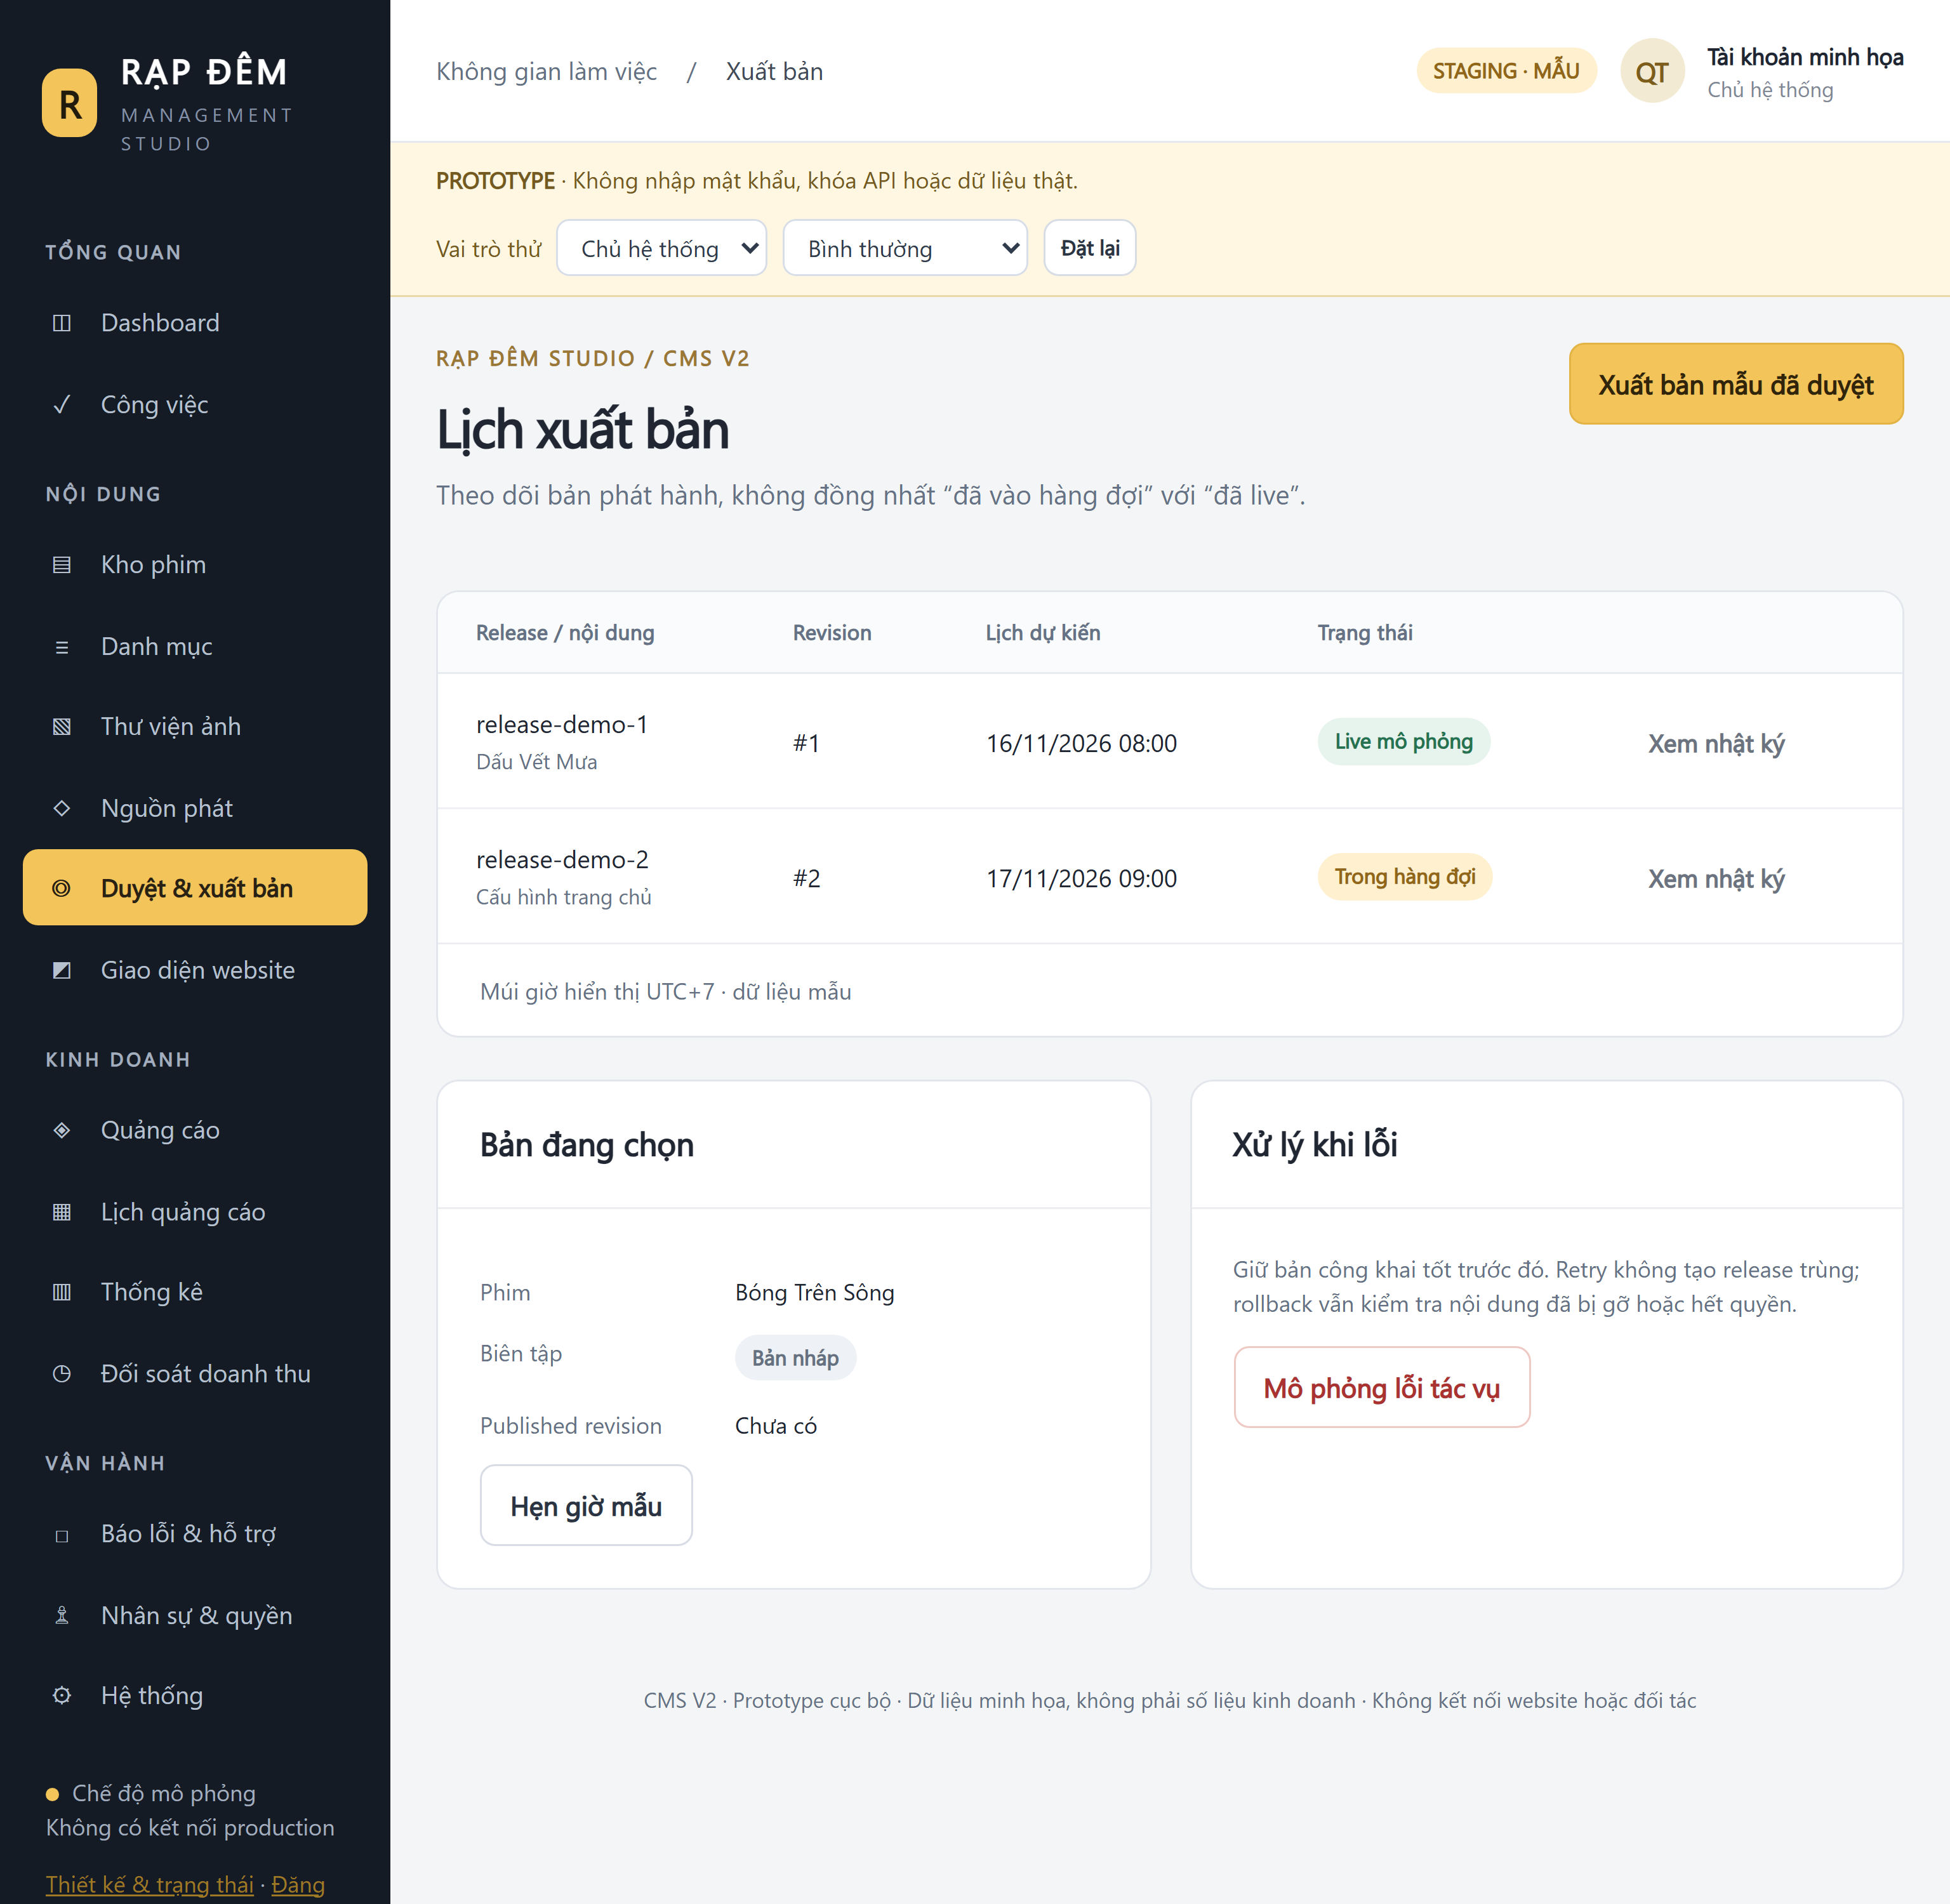 R
RẠP ĐÊM
MANAGEMENT
STUDIO
TỔNG QUAN
Dashboard
Công việc
NỘI DUNG
Kho phim
Danh mục
Thư viện ảnh
Nguồn phát
Duyệt & xuất bản
Giao diện website
KINH DOANH
Quảng cáo
Lịch quảng cáo
Thống kê
Đối soát doanh thu
VẬN HÀNH
Báo lỗi & hỗ trợ
Nhân sự & quyền
Hệ thống
Chế độ mô phỏng
Không có kết nối production
Thiết kế & trạng thái · Đăng
Không gian làm việc / Xuất bản
STAGING · MẪU
QT
Tài khoản minh họa
Chủ hệ thống
PROTOTYPE · Không nhập mật khẩu, khóa API hoặc dữ liệu thật.
Vai trò thử Chủ hệ thống Bình thường Đặt lại
RẠP ĐÊM STUDIO / CMS V2
Lịch xuất bản
Theo dõi bản phát hành, không đồng nhất “đã vào hàng đợi” với “đã live”.
Xuất bản mẫu đã duyệt
Release / nội dung Revision Lịch dự kiến Trạng thái
release-demo-1
Dấu Vết Mưa
#1 16/11/2026 08:00 Live mô phỏng Xem nhật ký
release-demo-2
Cấu hình trang chủ
#2 17/11/2026 09:00 Trong hàng đợi Xem nhật ký
Múi giờ hiển thị UTC+7 · dữ liệu mẫu
Bản đang chọn
Phim Bóng Trên Sông
Biên tập Bản nháp
Published revision Chưa có
Hẹn giờ mẫu
Xử lý khi lỗi
Giữ bản công khai tốt trước đó. Retry không tạo release trùng;
rollback vẫn kiểm tra nội dung đã bị gỡ hoặc hết quyền.
Mô phỏng lỗi tác vụ
CMS V2 · Prototype cục bộ · Dữ liệu minh họa, không phải số liệu kinh doanh · Không kết nối website hoặc đối tác